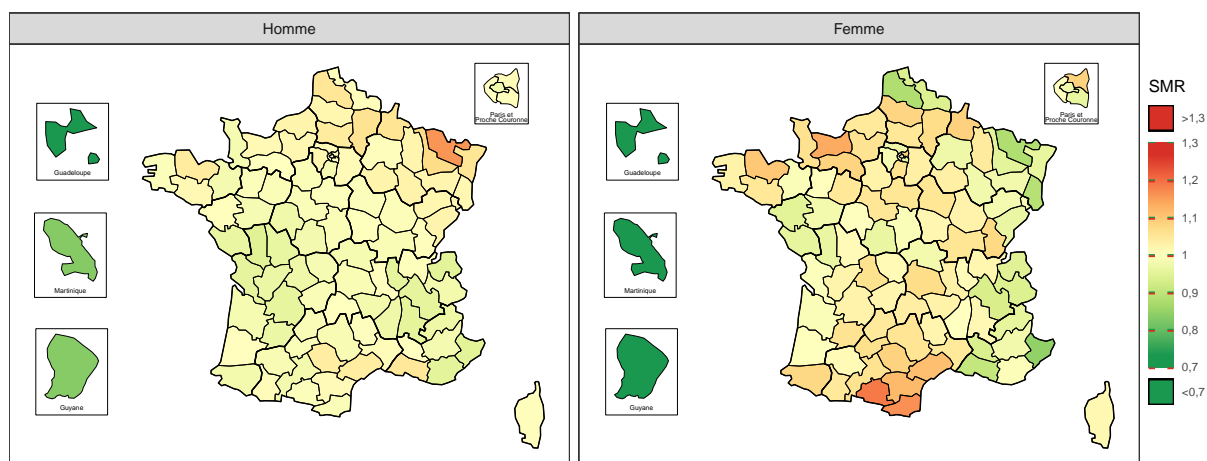 Homme
Femme
Guadeloupe
Martinique
Guyane
Paris et
Proche Couronne
Guadeloupe
Martinique
Guyane
Paris et
Proche Couronne
SMR
>1,3
1,3
1,2
1,1
1
0,9
0,8
0,7
<0,7